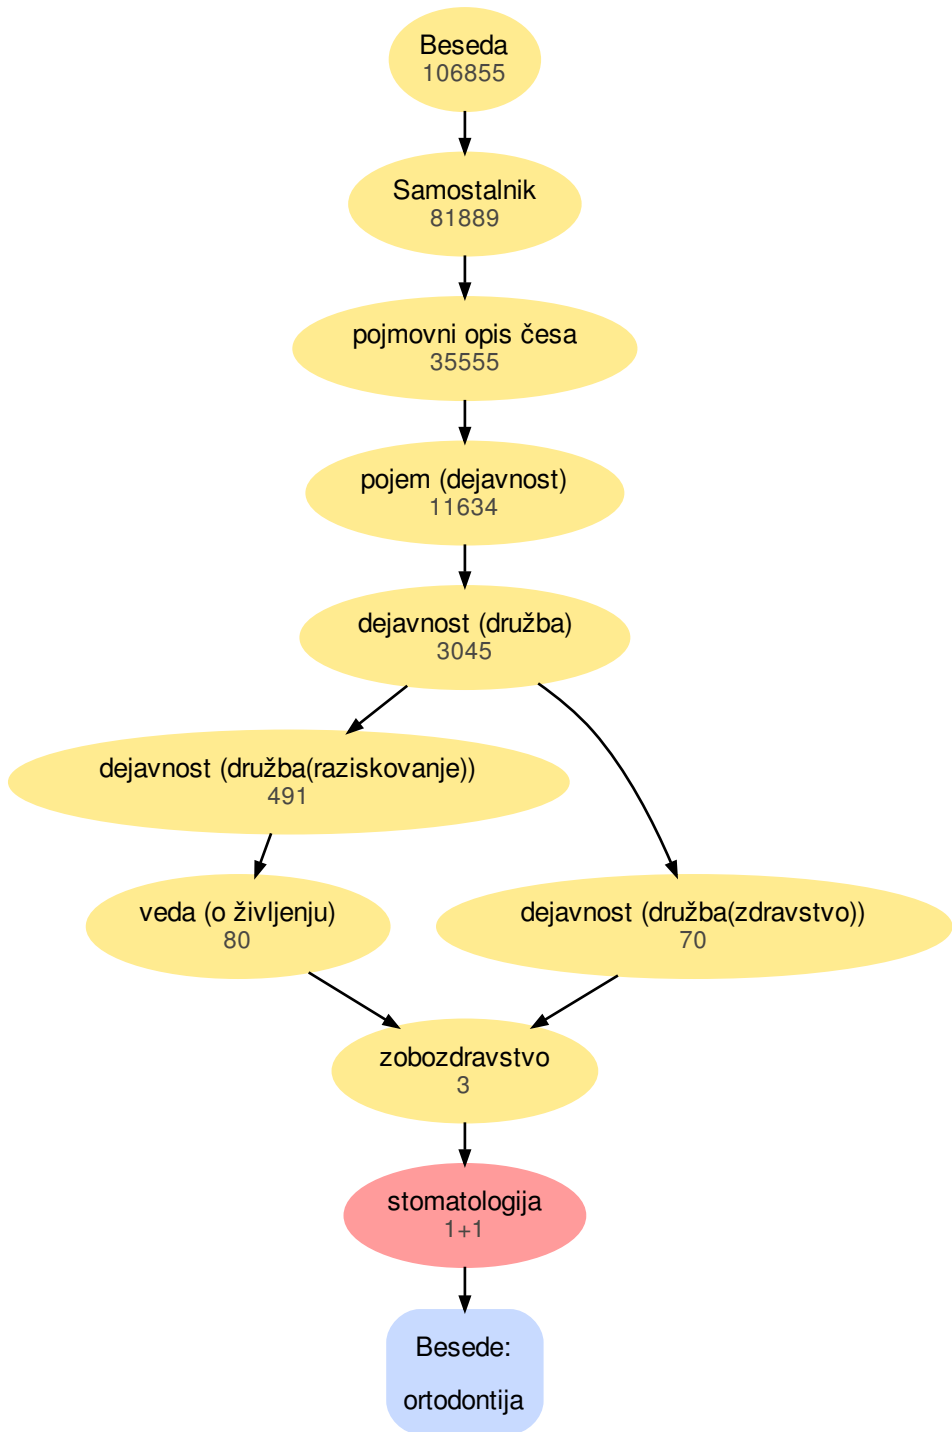 Beseda
106855
Samostalnik
81889
pojmovni opis česa
35555
pojem (dejavnost)
11634
dejavnost (družba)
3045
dejavnost (družba(raziskovanje))
491
veda (o življenju)
80
dejavnost (družba(zdravstvo))
70
zobozdravstvo
3
stomatologija
1+1
Besede:
ortodontija